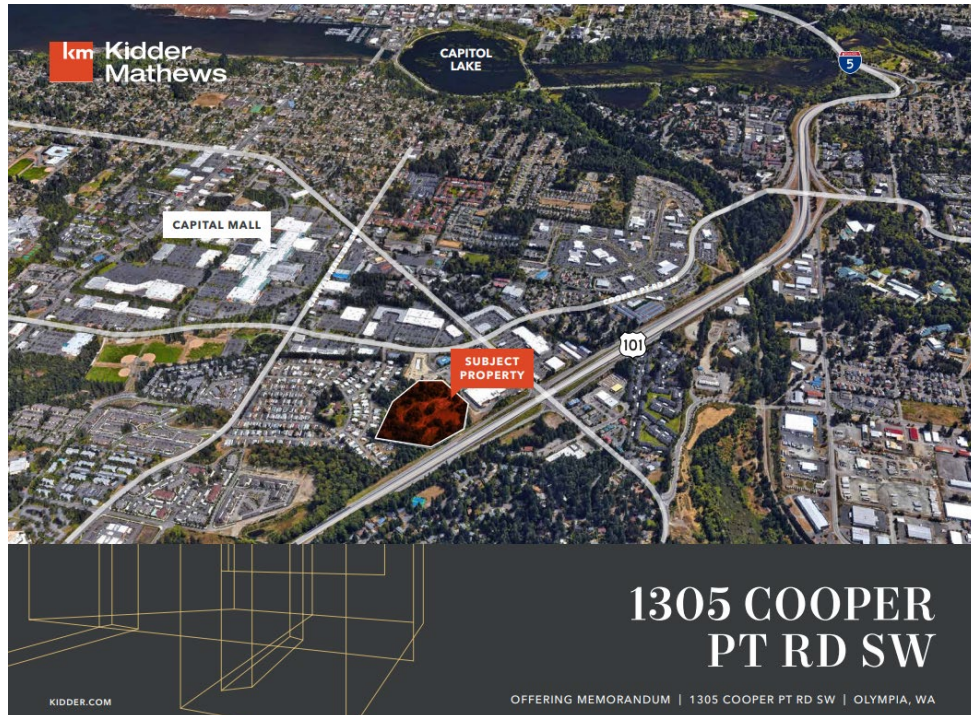 km Kidder
Mathews
CAPITOL
LAKE
5
CAPITAL MALL
101
SUBJECT
PROPERTY
1305 COOPER
PT RD SW
KIDDER.COM
OFFERING MEMORANDUM | 1305 COOPER PT RD SW | OLYMPIA, WA